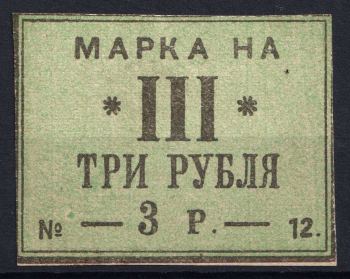 МАРКА НА
* III *
ТРИ РУБЛЯ
№ — 3 Р. — 12.